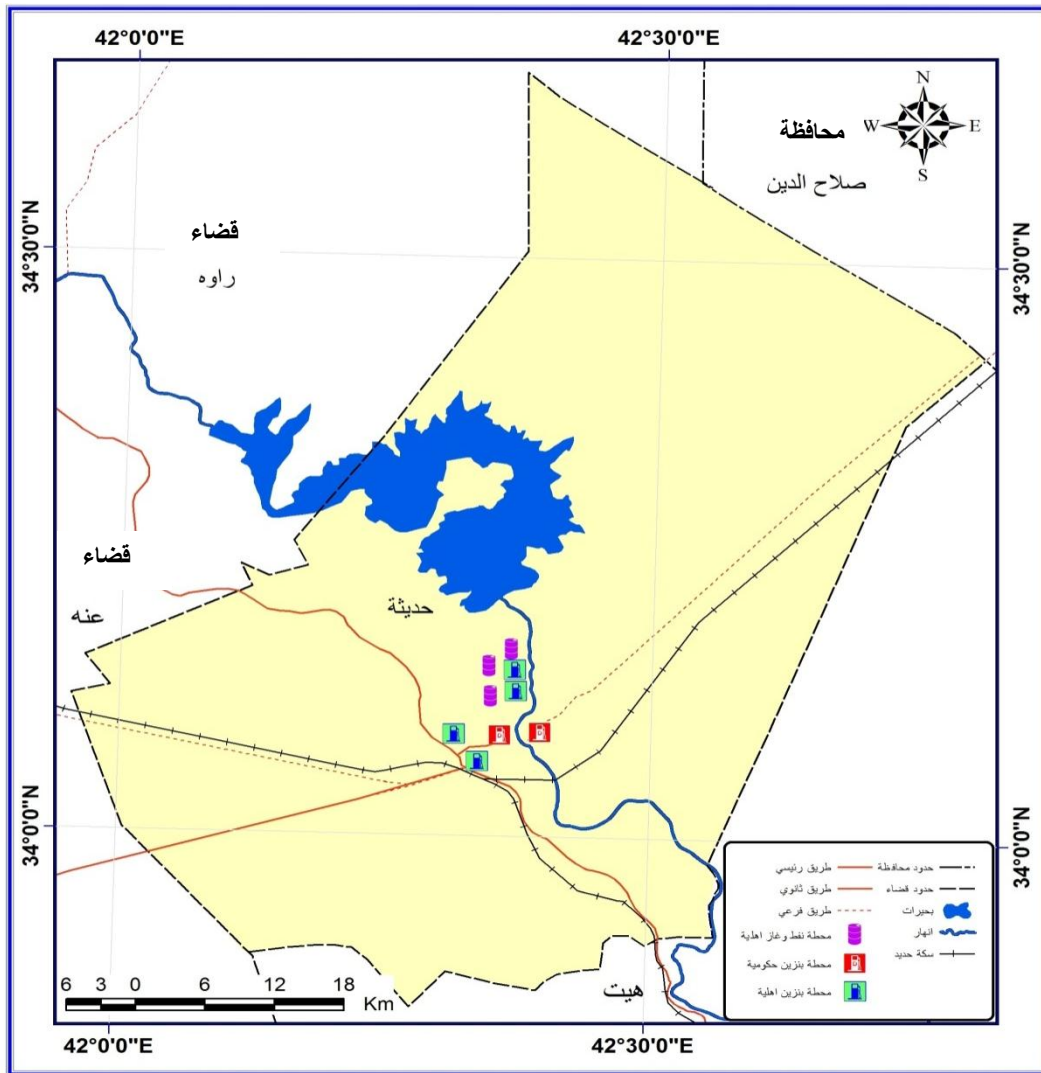 42°0'0"E
42°30'0"E
N
W
E
S
محافظة
صلاح الدين
34°30'0"N
34°30'0"N
قضاء
راوه
قضاء
عنه
حديثة
34°0'0"N
34°0'0"N
هيت
حدود محافظة
طريق رئيسي
حدود قضاء
طريق ثانوي
بحيرات
طريق فرعي
انهار
محطة نفط وغاز اهلية
سكة حديد
محطة بنزين حكومية
محطة بنزين اهلية
6 3 0 6 12 18
Km
42°0'0"E
42°30'0"E